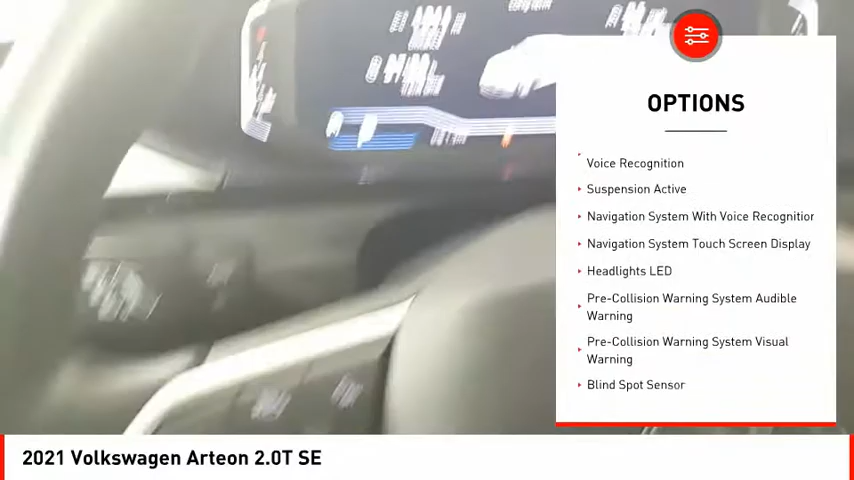 OPTIONS
Voice Recognition
Suspension Active
Navigation System With Voice Recognition
Navigation System Touch Screen Display
Headlights LED
Pre-Collision Warning System Audible
Warning
Pre-Collision Warning System Visual
Warning
Blind Spot Sensor
2021 Volkswagen Arteon 2.0T SE